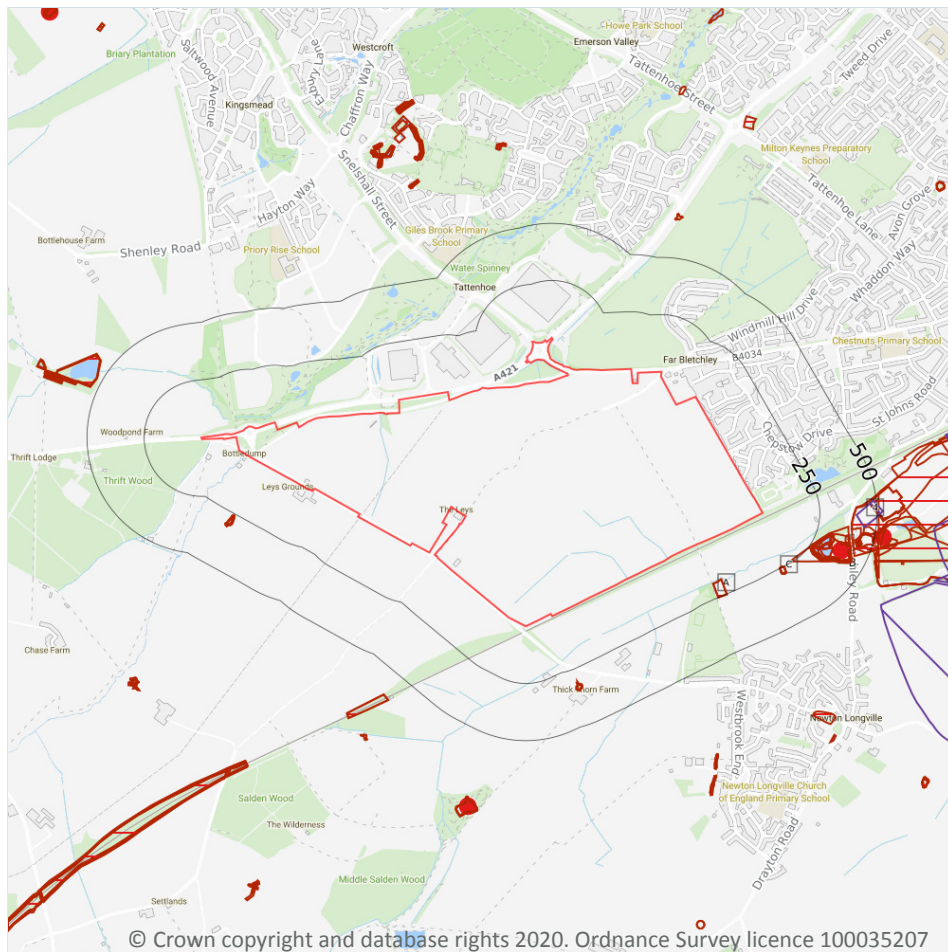 Howe Park School
Emerson Valley
Westcroft
Briary Plantation
Saltwood Avenue
Kingsmead
Chaffron Way
Tattenhoe Street
Tweed Drive
Milton Keynes Preparatory
School
Snelshall Street
Hayton Way
Tattenhoe Lane
Avon Grove
Bottlehouse Farm
Shenley Road
Priory Rise School
Giles Brook Primary
School
Water Spinney
Tattenhoe
Whaddon Way
Windmill Hill Drive
Chestnuts Primary School
B4034
Far Bletchley
A421
St Johns Road
Chepstow Drive
Woodpond Farm
Thrift Lodge
Bottledump
Thrift Wood
Leys Grounds
The Leys
250
500
A
C
Chase Farm
Thick Thorn Farm
Westbrook End
Newton Longville
Newton Longville Church
of England Primary School
Drayton Road
Salden Wood
The Wilderness
Middle Salden Wood
Settlands
© Crown copyright and database rights 2020. Ordnance Survey licence 100035207